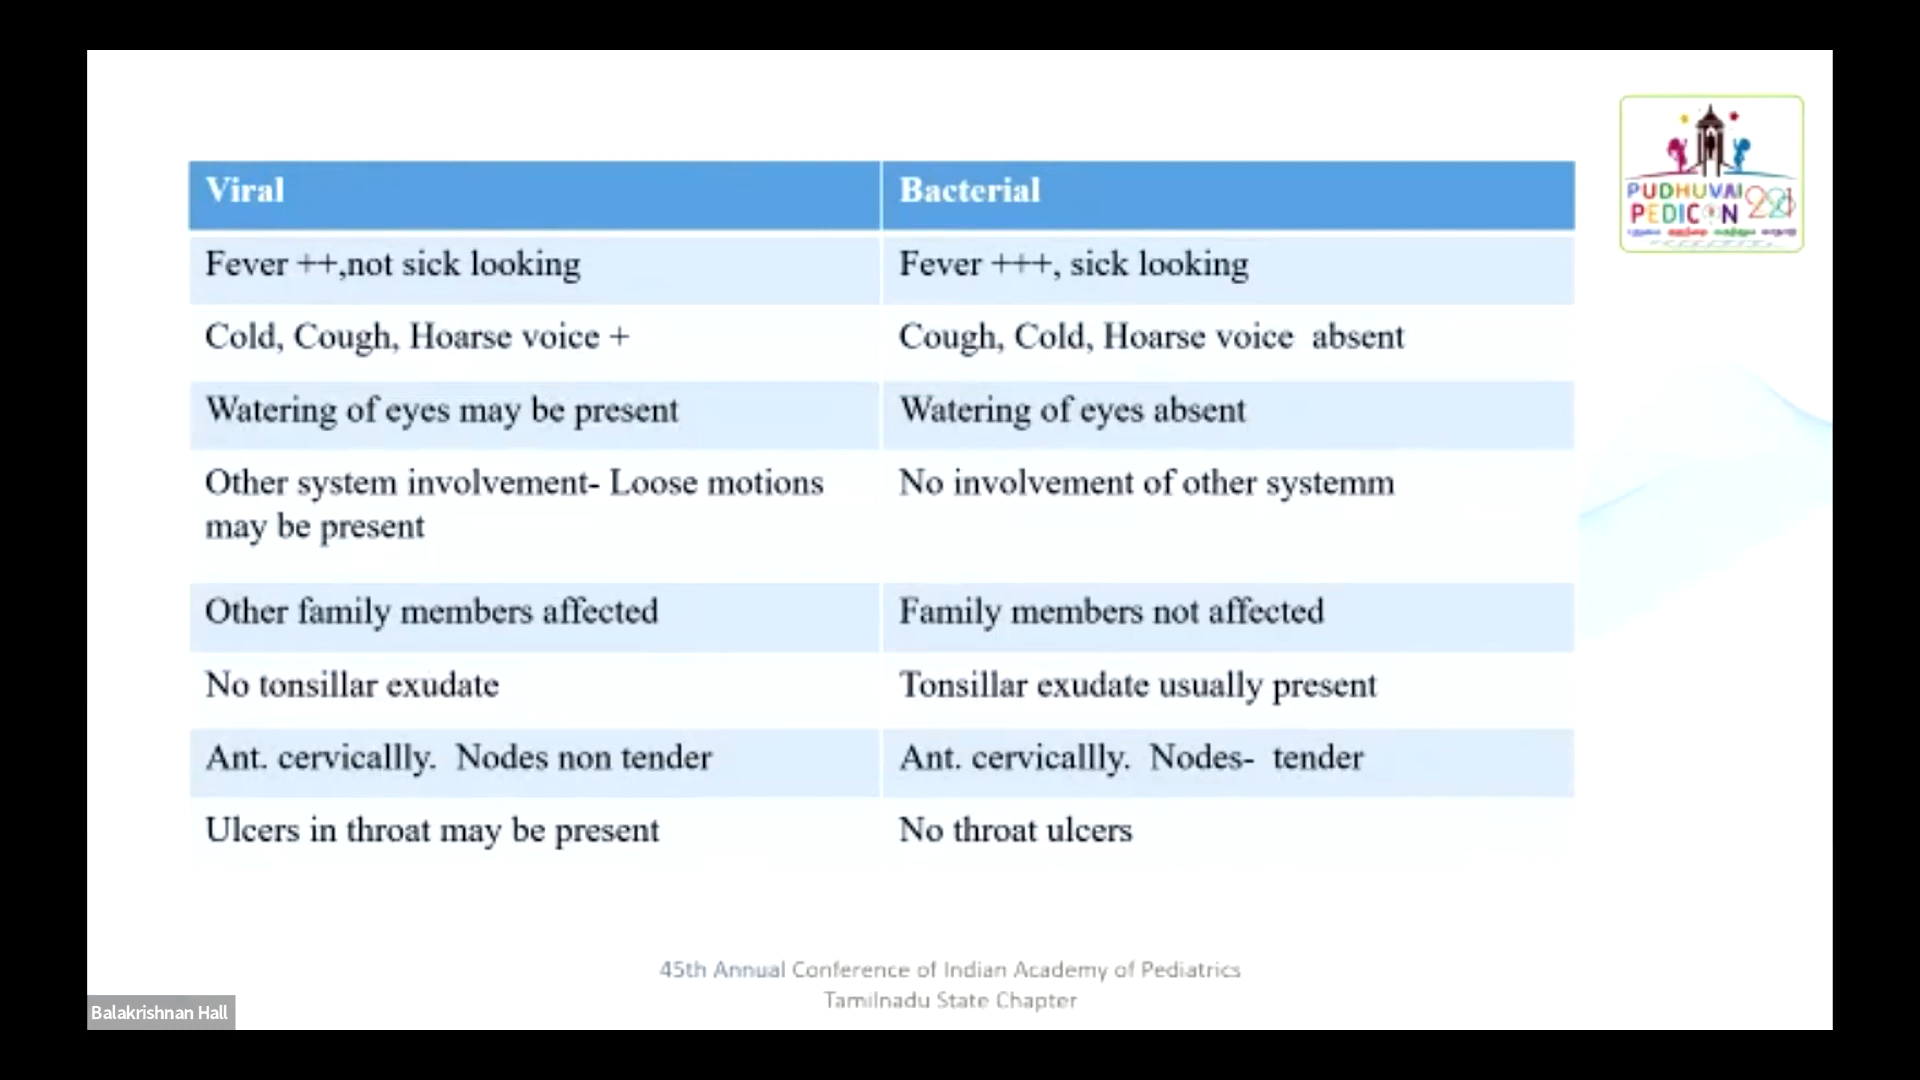 Viral
Bacterial
Fever ++,not sick looking
Fever +++, sick looking
Cold, Cough, Hoarse voice +
Cough, Cold, Hoarse voice absent
Watering of eyes may be present
Watering of eyes absent
Other system involvement- Loose motions
may be present
No involvement of other systemm
Other family members affected
Family members not affected
No tonsillar exudate
Tonsillar exudate usually present
Ant. cervicallly. Nodes non tender
Ant. cervicallly. Nodes- tender
Ulcers in throat may be present
No throat ulcers
PUDHUVAI
PEDICON
45th Annual Conference of Indian Academy of Pediatrics
Tamilnadu State Chapter
Balakrishnan Hall